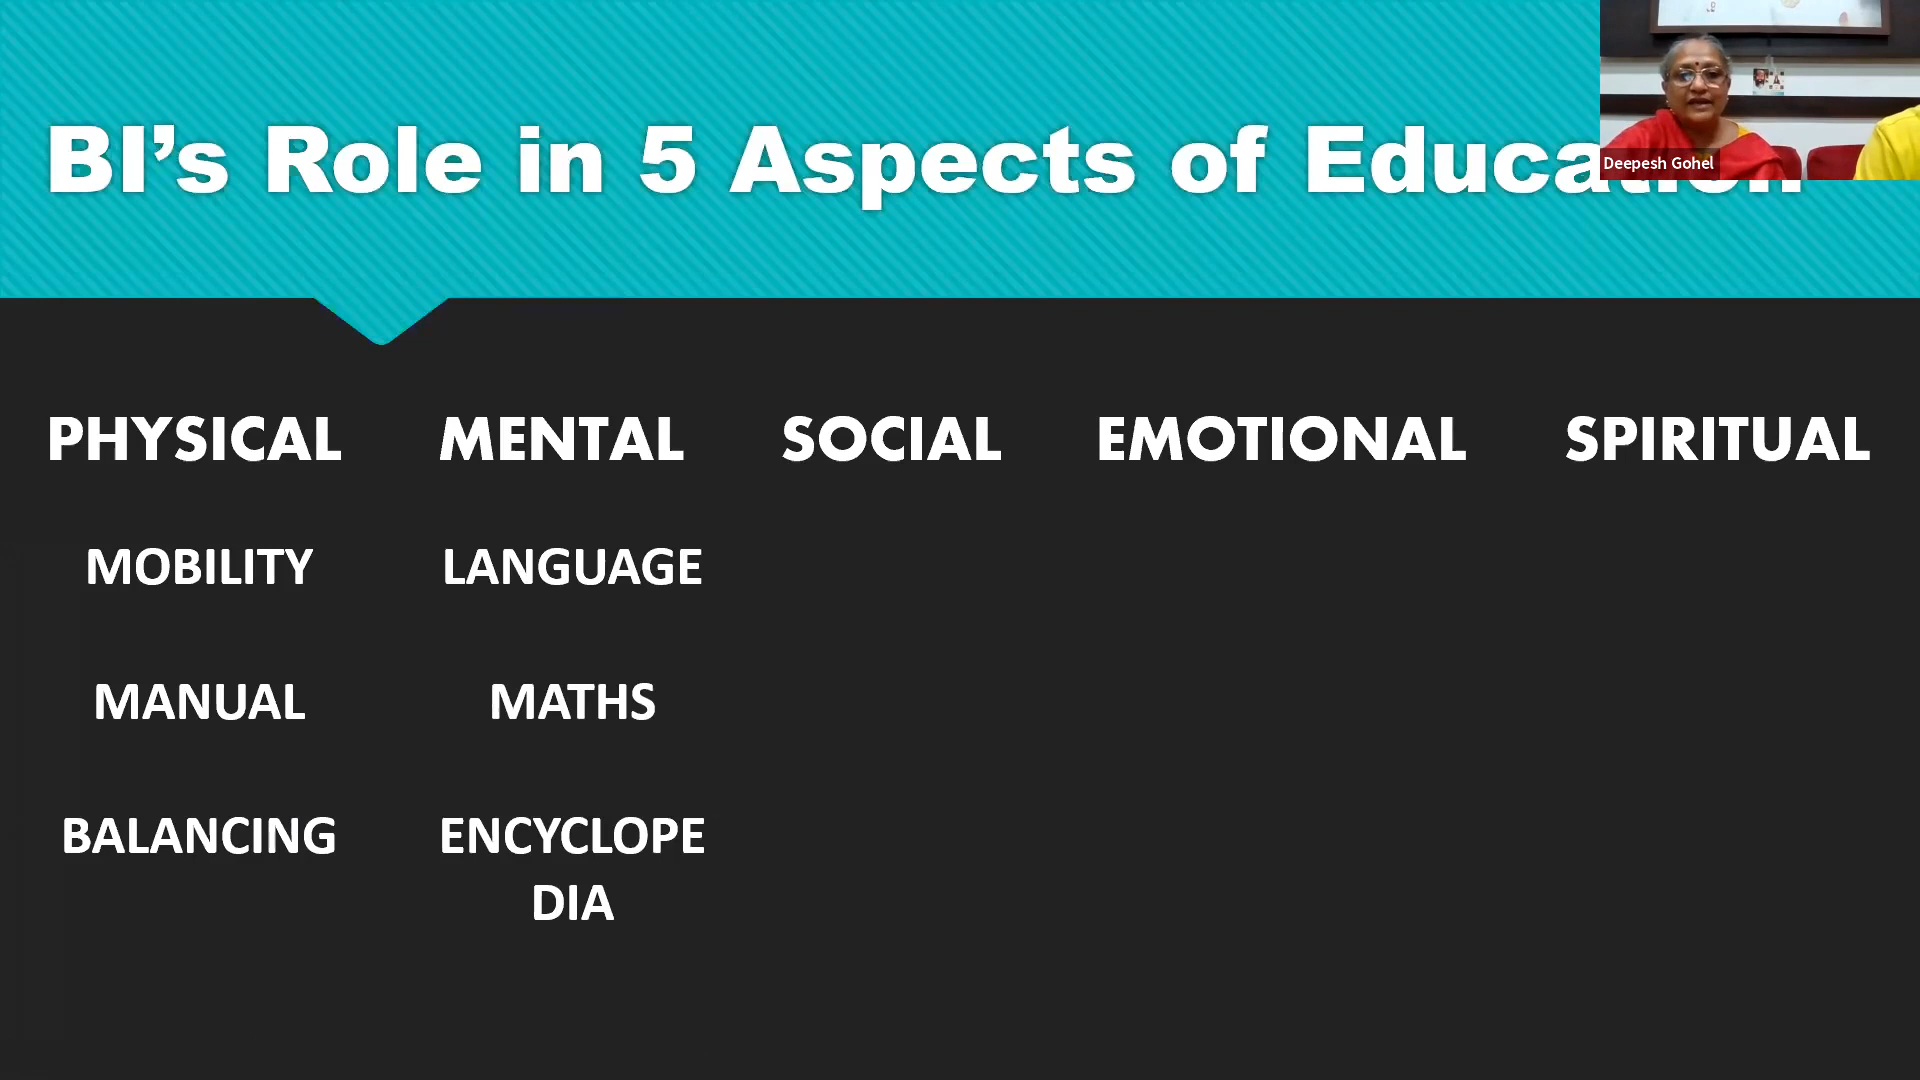 BI’s Role in 5 Aspects of Education
Deepesh Gohel
PHYSICAL MENTAL SOCIAL EMOTIONAL SPIRITUAL
MOBILITY LANGUAGE
MANUAL MATHS
BALANCING ENCYCLOPE
DIA